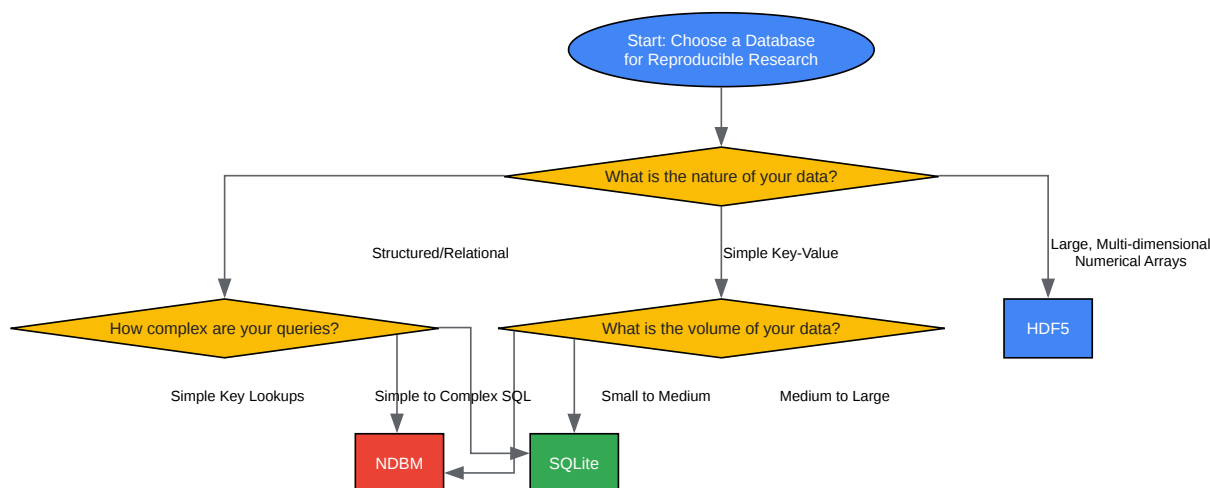 Start: Choose a Database
for Reproducible Research
What is the nature of your data?
Structured/Relational
Simple Key-Value
Large, Multi-dimensional
Numerical Arrays
How complex are your queries?
What is the volume of your data?
HDF5
Simple Key Lookups
Simple to Complex SQL
Small to Medium
Medium to Large
NDBM
SQLite